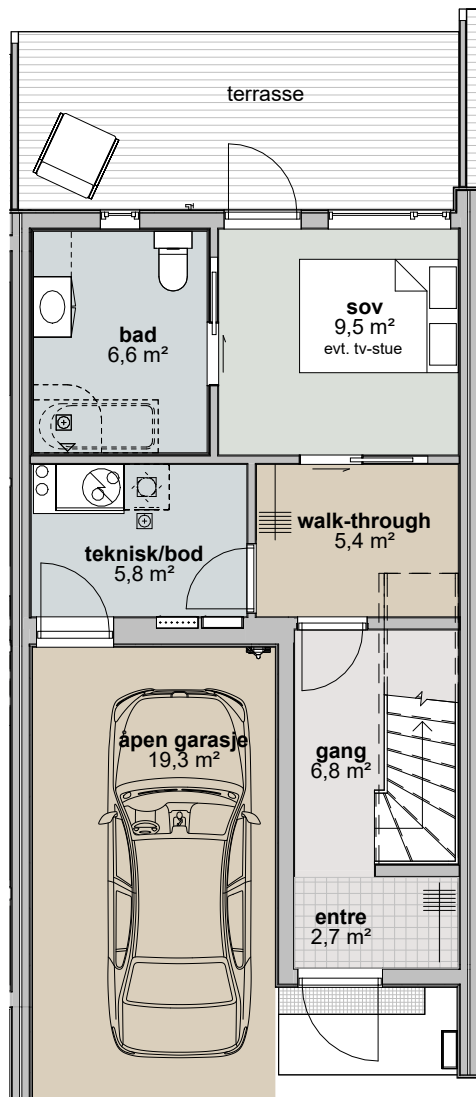 terrasse
sov
9,5 m²
evt. tv-stue
bad
6,6 m²
walk-through
5,4 m²
teknisk/bod
5,8 m²
åpen garasje
19,3 m²
gang
6,8 m²
entre
2,7 m²